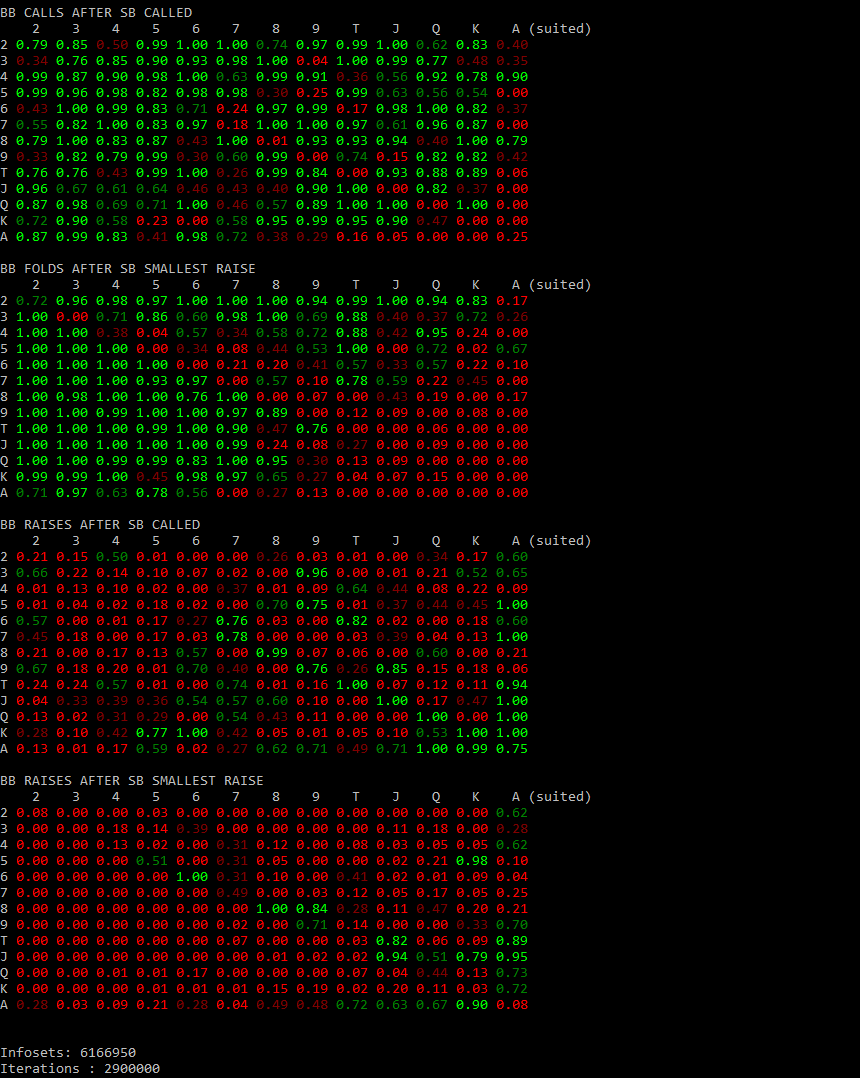 BB CALLS AFTER SB CALLED
2 3 4 5 6 7 8 9 T J Q K A (suited)
2 0.79 0.85 0.50 0.99 1.00 1.00 0.74 0.97 0.99 1.00 0.62 0.83 0.40
3 0.34 0.76 0.85 0.90 0.93 0.98 1.00 0.04 1.00 0.99 0.77 0.48 0.35
4 0.99 0.87 0.90 0.98 1.00 0.63 0.99 0.91 0.36 0.56 0.92 0.78 0.90
5 0.99 0.96 0.98 0.82 0.98 0.98 0.30 0.25 0.99 0.63 0.56 0.54 0.00
6 0.43 1.00 0.99 0.83 0.71 0.24 0.97 0.99 0.17 0.98 1.00 0.82 0.37
7 0.55 0.82 1.00 0.83 0.97 0.18 1.00 1.00 0.97 0.61 0.96 0.87 0.00
8 0.79 1.00 0.83 0.87 0.43 1.00 0.01 0.93 0.93 0.94 0.40 1.00 0.79
9 0.33 0.82 0.79 0.99 0.30 0.60 0.99 0.00 0.74 0.15 0.82 0.82 0.42
T 0.76 0.76 0.43 0.99 1.00 0.26 0.99 0.84 0.00 0.93 0.88 0.89 0.06
J 0.96 0.67 0.61 0.64 0.46 0.43 0.40 0.90 1.00 0.00 0.82 0.37 0.00
Q 0.87 0.98 0.69 0.71 1.00 0.46 0.57 0.89 1.00 1.00 0.00 1.00 0.00
K 0.72 0.90 0.58 0.23 0.00 0.58 0.95 0.99 0.95 0.90 0.47 0.00 0.00
A 0.87 0.99 0.83 0.41 0.98 0.72 0.38 0.29 0.16 0.05 0.00 0.00 0.25
BB FOLDS AFTER SB SMALLEST RAISE
2 3 4 5 6 7 8 9 T J Q K A (suited)
2 0.72 0.96 0.98 0.97 1.00 1.00 1.00 0.94 0.99 1.00 0.94 0.83 0.17
3 1.00 0.00 0.71 0.86 0.60 0.98 1.00 0.69 0.88 0.40 0.37 0.72 0.26
4 1.00 1.00 0.38 0.04 0.57 0.34 0.58 0.72 0.88 0.42 0.95 0.24 0.00
5 1.00 1.00 1.00 0.00 0.34 0.08 0.44 0.53 1.00 0.00 0.72 0.02 0.67
6 1.00 1.00 1.00 1.00 0.00 0.21 0.20 0.41 0.57 0.33 0.57 0.22 0.10
7 1.00 1.00 1.00 0.93 0.97 0.00 0.57 0.10 0.78 0.59 0.22 0.45 0.00
8 1.00 0.98 1.00 1.00 0.76 1.00 0.00 0.07 0.00 0.43 0.19 0.00 0.17
9 1.00 1.00 0.99 1.00 1.00 0.97 0.89 0.00 0.12 0.09 0.00 0.08 0.00
T 1.00 1.00 1.00 0.99 1.00 0.90 0.47 0.76 0.00 0.00 0.06 0.00 0.00
J 1.00 1.00 1.00 1.00 1.00 0.99 0.24 0.08 0.27 0.00 0.09 0.00 0.00
Q 1.00 1.00 0.99 0.99 0.83 1.00 0.95 0.30 0.13 0.09 0.00 0.00 0.00
K 0.99 0.99 1.00 0.45 0.98 0.97 0.65 0.27 0.04 0.07 0.15 0.00 0.00
A 0.71 0.97 0.63 0.78 0.56 0.00 0.27 0.13 0.00 0.00 0.00 0.00 0.00
BB RAISES AFTER SB CALLED
2 3 4 5 6 7 8 9 T J Q K A (suited)
2 0.21 0.15 0.50 0.01 0.00 0.00 0.26 0.03 0.01 0.00 0.34 0.17 0.60
3 0.66 0.22 0.14 0.10 0.07 0.02 0.00 0.96 0.00 0.01 0.21 0.52 0.65
4 0.01 0.13 0.10 0.02 0.00 0.37 0.01 0.09 0.64 0.44 0.08 0.22 0.09
5 0.01 0.04 0.02 0.18 0.02 0.00 0.70 0.75 0.01 0.37 0.44 0.45 1.00
6 0.57 0.00 0.01 0.17 0.27 0.76 0.03 0.00 0.82 0.02 0.00 0.18 0.60
7 0.45 0.18 0.00 0.17 0.03 0.78 0.00 0.00 0.03 0.39 0.04 0.13 1.00
8 0.21 0.00 0.17 0.13 0.57 0.00 0.99 0.07 0.06 0.00 0.60 0.00 0.21
9 0.67 0.18 0.20 0.01 0.70 0.40 0.00 0.76 0.26 0.85 0.15 0.18 0.06
T 0.24 0.24 0.57 0.01 0.00 0.74 0.01 0.16 1.00 0.07 0.12 0.11 0.94
J 0.04 0.33 0.39 0.36 0.54 0.57 0.60 0.10 0.00 1.00 0.17 0.47 1.00
Q 0.13 0.02 0.31 0.29 0.00 0.54 0.43 0.11 0.00 0.00 1.00 0.00 1.00
K 0.28 0.10 0.42 0.77 1.00 0.42 0.05 0.01 0.05 0.10 0.53 1.00 1.00
A 0.13 0.01 0.17 0.59 0.02 0.27 0.62 0.71 0.49 0.71 1.00 0.99 0.75
BB RAISES AFTER SB SMALLEST RAISE
2 3 4 5 6 7 8 9 T J Q K A (suited)
2 0.08 0.00 0.00 0.03 0.00 0.00 0.00 0.00 0.00 0.00 0.00 0.00 0.62
3 0.00 0.00 0.18 0.14 0.39 0.00 0.00 0.00 0.00 0.11 0.18 0.00 0.28
4 0.00 0.00 0.13 0.02 0.00 0.31 0.12 0.00 0.08 0.03 0.05 0.05 0.62
5 0.00 0.00 0.00 0.51 0.00 0.31 0.05 0.00 0.00 0.02 0.21 0.98 0.10
6 0.00 0.00 0.00 0.00 1.00 0.31 0.10 0.00 0.41 0.02 0.01 0.09 0.04
7 0.00 0.00 0.00 0.00 0.00 0.49 0.00 0.03 0.12 0.05 0.17 0.05 0.25
8 0.00 0.00 0.00 0.00 0.00 0.00 1.00 0.84 0.28 0.11 0.47 0.20 0.21
9 0.00 0.00 0.00 0.00 0.00 0.02 0.00 0.71 0.14 0.00 0.00 0.33 0.70
T 0.00 0.00 0.00 0.00 0.00 0.07 0.00 0.00 0.03 0.82 0.06 0.09 0.89
J 0.00 0.00 0.00 0.00 0.00 0.00 0.01 0.02 0.02 0.94 0.51 0.79 0.95
Q 0.00 0.00 0.01 0.01 0.17 0.00 0.00 0.00 0.07 0.04 0.44 0.13 0.73
K 0.00 0.00 0.00 0.01 0.01 0.01 0.15 0.19 0.02 0.20 0.11 0.03 0.72
A 0.28 0.03 0.09 0.21 0.28 0.04 0.49 0.48 0.72 0.63 0.67 0.90 0.08
Infosets: 6166950
Iterations : 2900000